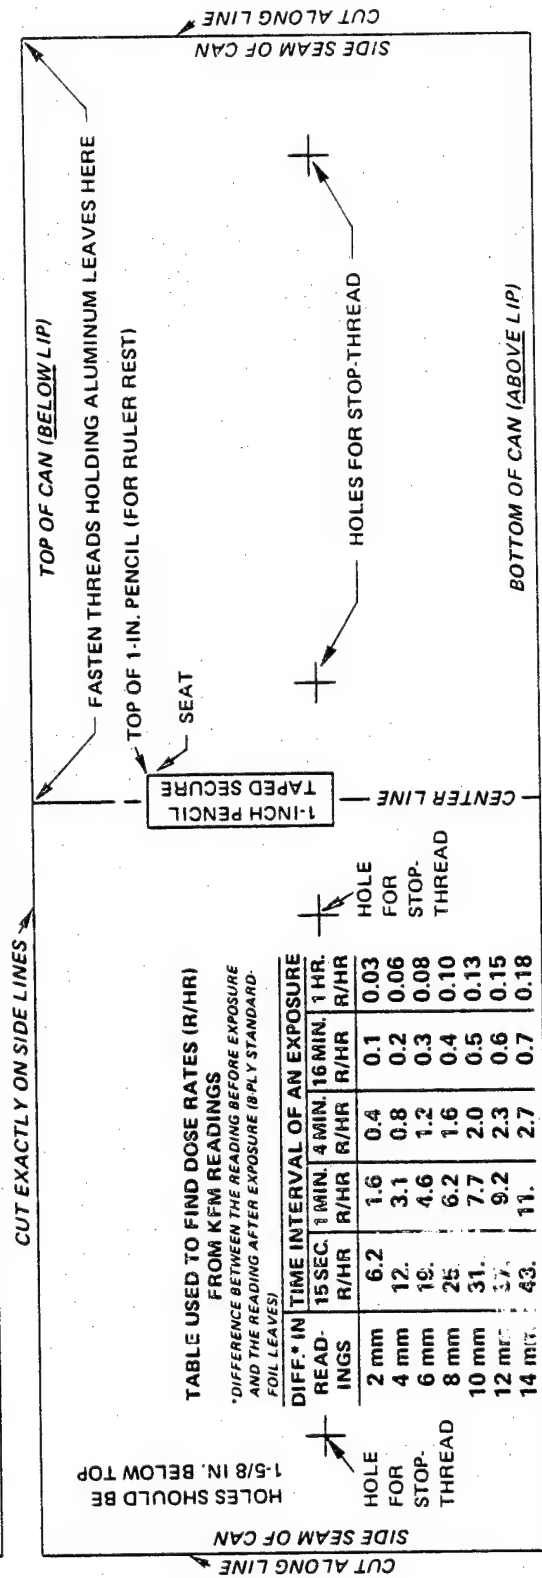 CUT EXACTLY ON SIDE LINES
CUT ALONG LINE
SIDE SEAM OF CAN
HOLES SHOULD BE
1-5/8 IN. BELOW TOP
HOLE
FOR
STOP-
THREAD
TABLE USED TO FIND DOSE RATES (R/HR)
FROM KFM READINGS
*DIFFERENCE BETWEEN THE READING BEFORE EXPOSURE
AND THE READING AFTER EXPOSURE (8-PLY STANDARD-
FOIL LEAVES)
DIFF.* IN TIME INTERVAL OF AN EXPOSURE
READ- 15 SEC. 1 MIN. 4 MIN. 16 MIN. 1 HR.
INGS R/HR R/HR R/HR R/HR R/HR
2 mm 6.2 1.6 0.4 0.1 0.03
4 mm 12. 3.1 0.8 0.2 0.06
6 mm 19. 4.6 1.2 0.3 0.08
8 mm 25. 6.2 1.6 0.4 0.10
10 mm 31. 7.7 2.0 0.5 0.13
12 mm 37. 9.2 2.3 0.6 0.15
14 mm 43. 11. 2.7 0.7 0.18
HOLE
FOR
STOP-
THREAD
CENTER LINE
1-INCH PENCIL
TAPED SECURE
SEAT
TOP OF 1-IN. PENCIL (FOR RULER REST)
FASTEN THREADS HOLDING ALUMINUM LEAVES HERE
TOP OF CAN (BELOW LIP)
HOLES FOR STOP-THREAD
BOTTOM OF CAN (ABOVE LIP)
SIDE SEAM OF CAN
CUT ALONG LINE